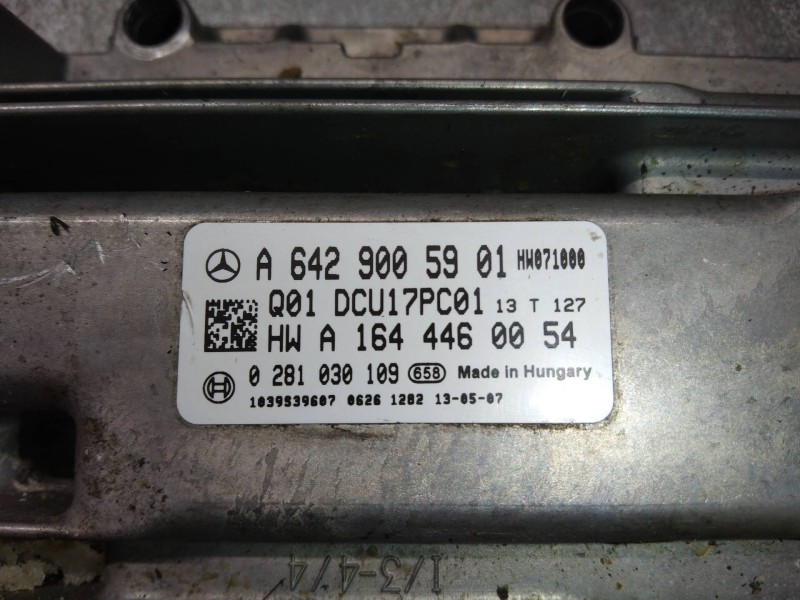 A 642 900 59 01 HW071000
Q01 DCU17PC01 13 T 127
HW A 164 446 00 54
0 281 030 109 658 Made in Hungary
1039S39607 0626 1282 13-05-07
1/3-4/4